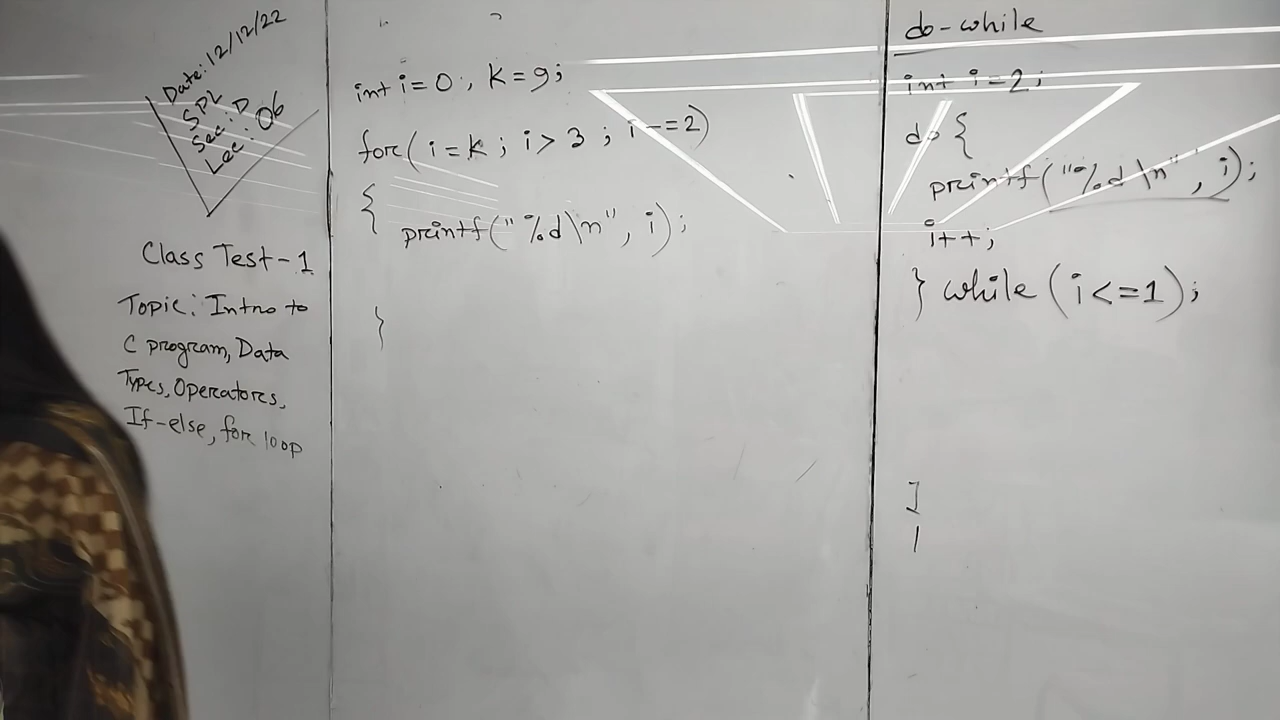 Date: 12/12/22
SPL
Sec: D
Lec: 06
Class Test-1
Topic: Intro to
C program, Data
Types, Operators,
If-else, for loop
int i=0, k=9;
for( i=k; i>3 ; i-=2)
{
printf("%d\n", i);
}
do-while
int i=2;
do {
printf("%d\n", i);
i++;
} while (i<=1);